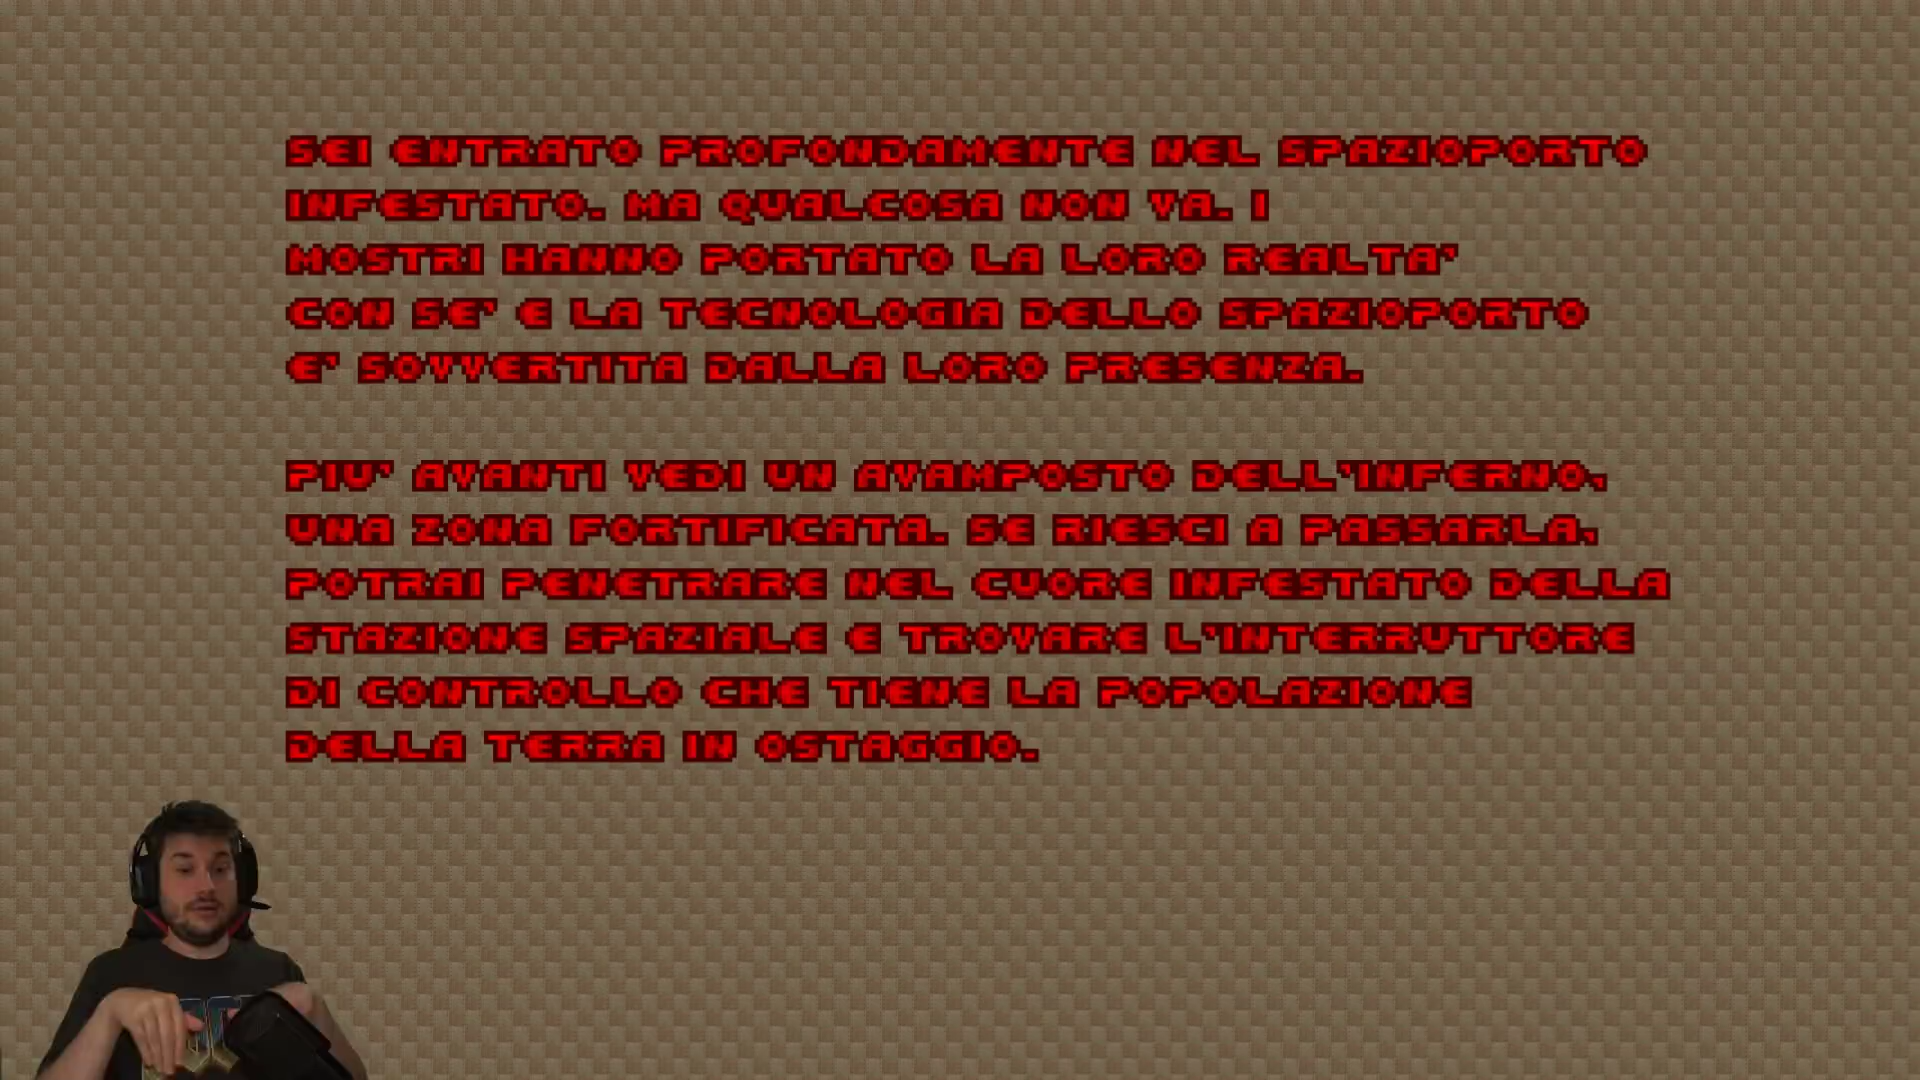 SEI ENTRATO PROFONDAMENTE NEL SPAZIOPORTO
INFESTATO. MA QUALCOSA NON VA. I
MOSTRI HANNO PORTATO LA LORO REALTA'
CON SE' E LA TECNOLOGIA DELLO SPAZIOPORTO
E' SOVVERTITA DALLA LORO PRESENZA.
PIU' AVANTI VEDI UN AVAMPOSTO DELL'INFERNO,
UNA ZONA FORTIFICATA. SE RIESCI A PASSARLA,
POTRAI PENETRARE NEL CUORE INFESTATO DELLA
STAZIONE SPAZIALE E TROVARE L'INTERRUTTORE
DI CONTROLLO CHE TIENE LA POPOLAZIONE
DELLA TERRA IN OSTAGGIO.